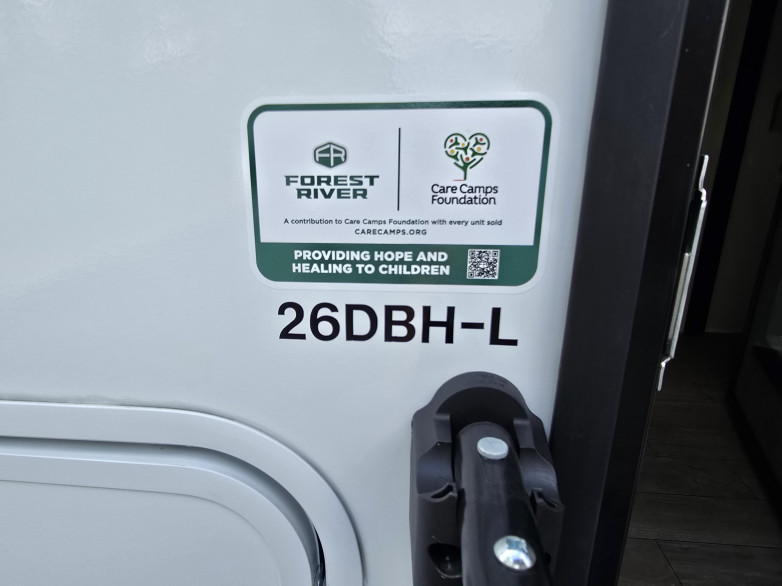 FR
FOREST
RIVER
Care Camps
Foundation
A contribution to Care Camps Foundation with every unit sold
CARECAMPS.ORG
PROVIDING HOPE AND
HEALING TO CHILDREN
26DBH-L